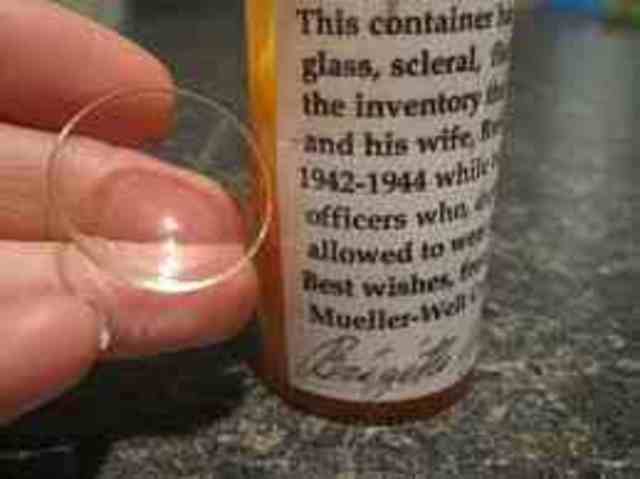 This container
glass, scleral,
the inventory
and his wife,
1942-1944 while
officers who,
allowed to
Best wishes,
Mueller-Welt
Brigitte